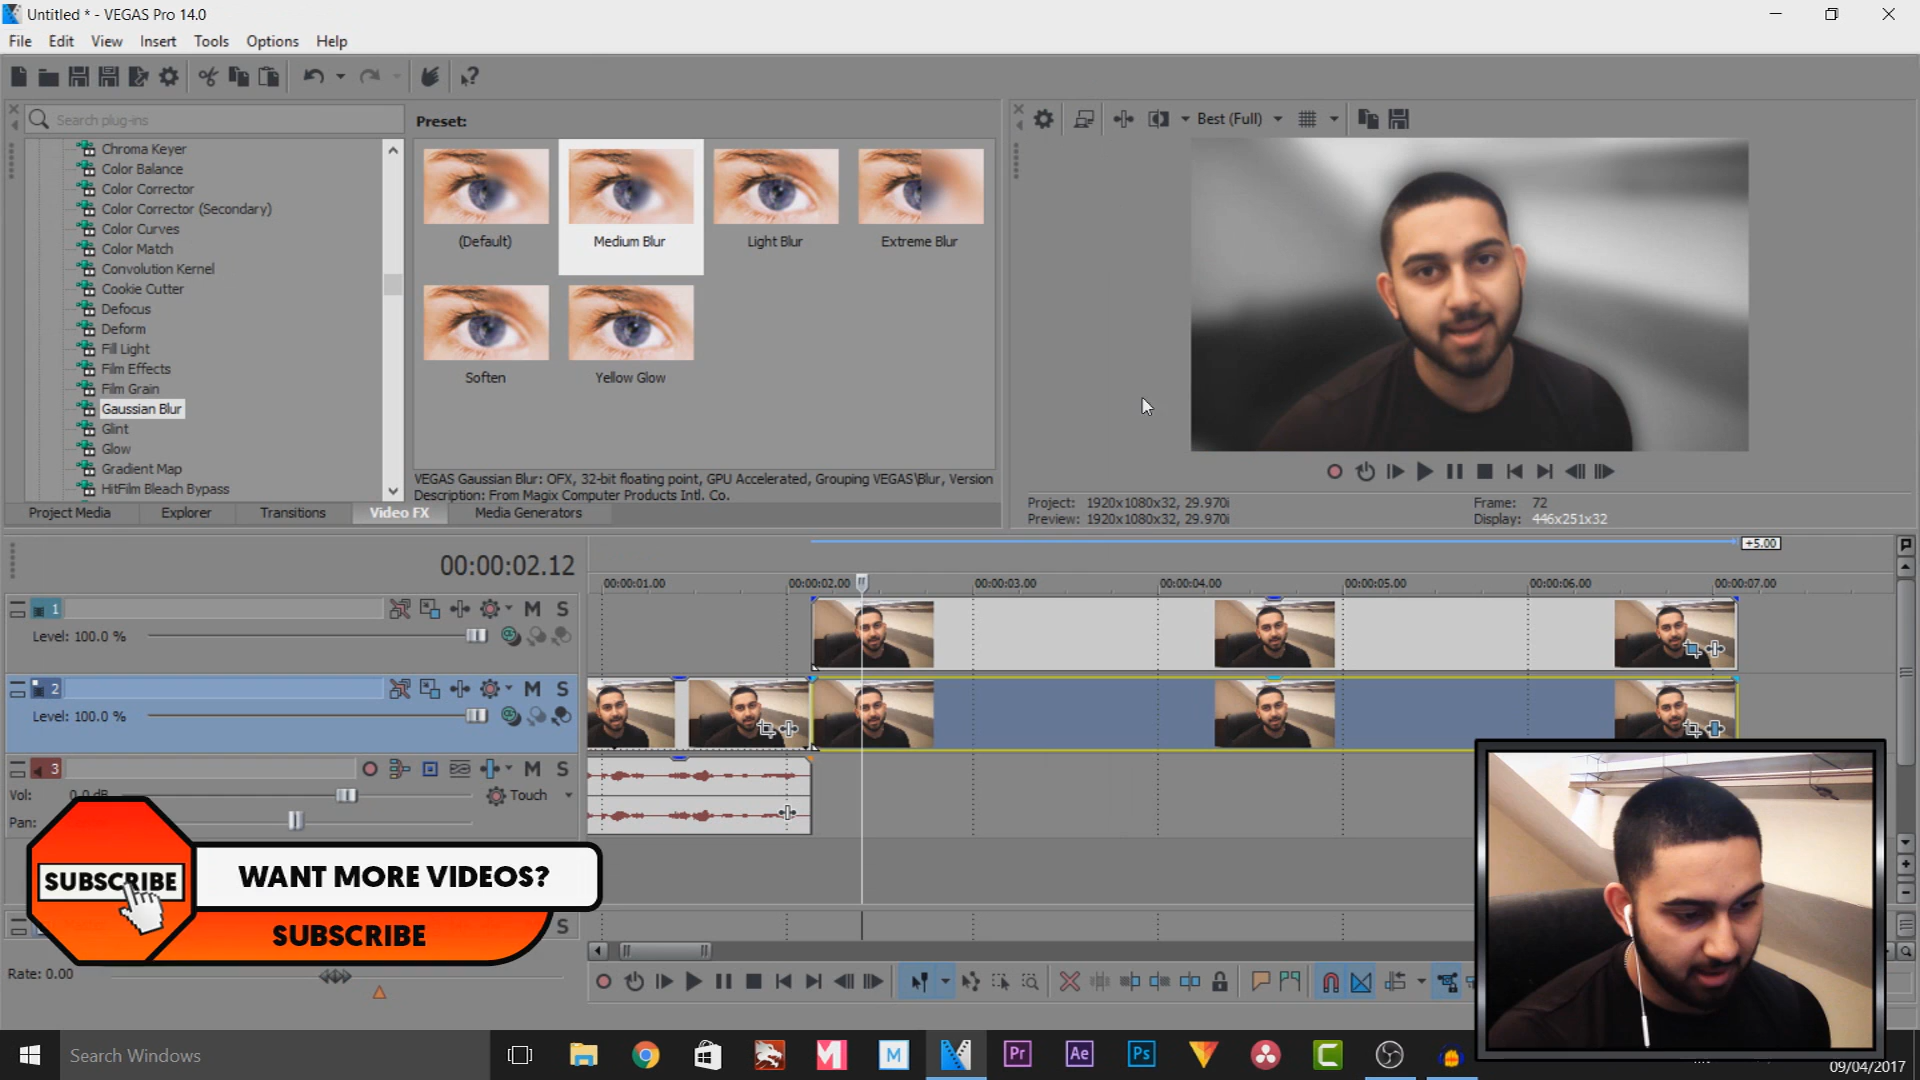 Untitled * - VEGAS Pro 14.0
File Edit View Insert Tools Options Help
Search plug-ins
Chroma Keyer
Color Balance
Color Corrector
Color Corrector (Secondary)
Color Curves
Color Match
Convolution Kernel
Cookie Cutter
Defocus
Deform
Fill Light
Film Effects
Film Grain
Gaussian Blur
Glint
Glow
Gradient Map
HitFilm Bleach Bypass
Preset:
(Default) Medium Blur Light Blur Extreme Blur
Soften Yellow Glow
VEGAS Gaussian Blur: OFX, 32-bit floating point, GPU Accelerated, Grouping VEGAS\Blur, Version
Description: From Magix Computer Products Intl. Co.
Project Media Explorer Transitions Video FX Media Generators
Best (Full)
Project: 1920x1080x32, 29.970i Frame: 72
Preview: 1920x1080x32, 29.970i Display: 446x251x32
00:00:02.12
+5.00
00:00:01.00 00:00:02.00 00:00:03.00 00:00:04.00 00:00:05.00 00:00:06.00 00:00:07.00
1 M S
Level: 100.0 %
2 M S
Level: 100.0 %
3 M S
Vol: 0.0 dB Touch
Pan:
SUBSCRIBE
WANT MORE VIDEOS?
SUBSCRIBE
S
Rate: 0.00
Search Windows
Pr Ae Ps
09/04/2017